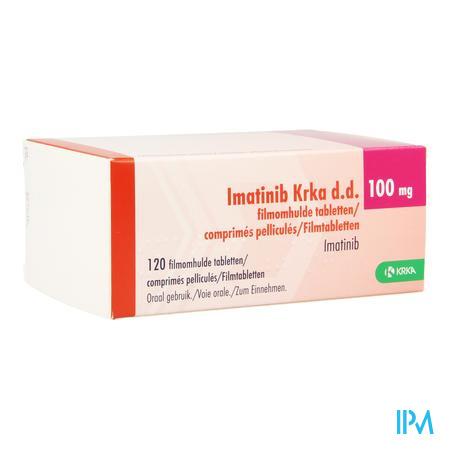 Imatinib Krka d.d. 100 mg
filmomhulde tabletten/
comprimés pelliculés/Filmtabletten
Imatinib
120 filmomhulde tabletten/
comprimés pelliculés/Filmtabletten
Oraal gebruik./Voie orale./Zum Einnehmen.
KRKA
IPM